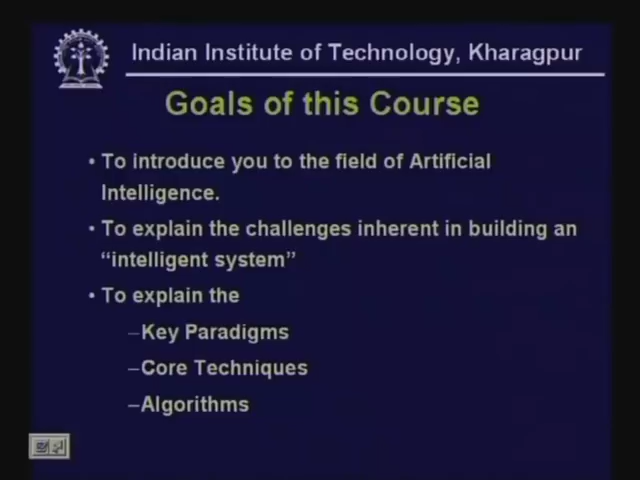 Indian Institute of Technology, Kharagpur
Goals of this Course
• To introduce you to the field of Artificial
Intelligence.
• To explain the challenges inherent in building an
“intelligent system”
• To explain the
–Key Paradigms
–Core Techniques
–Algorithms